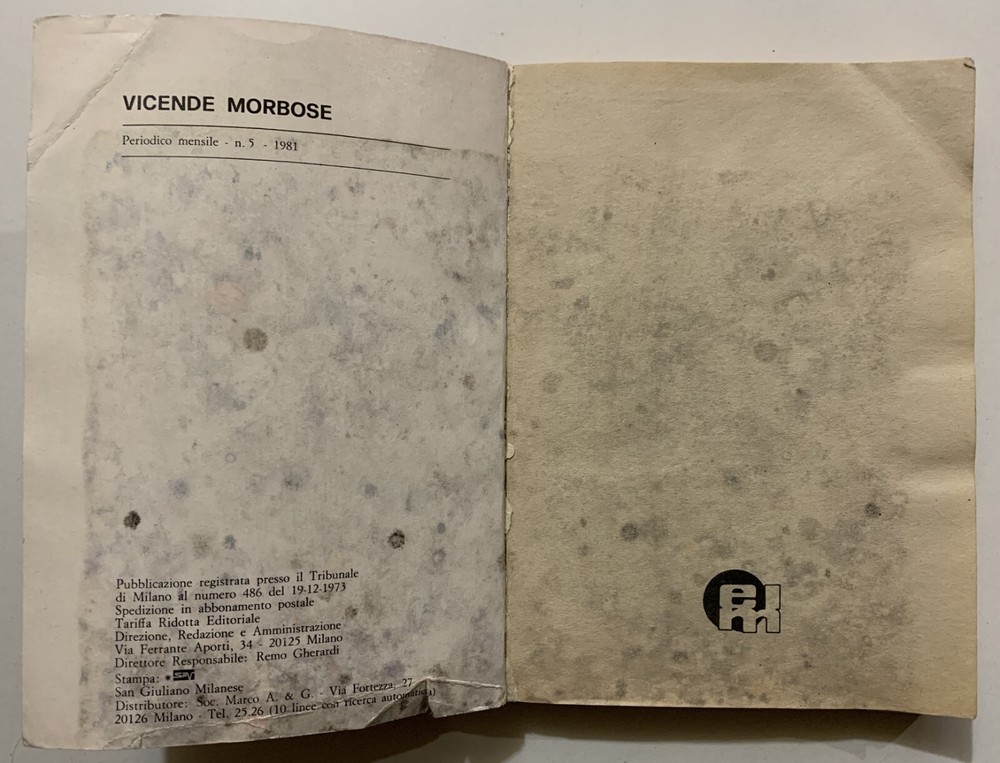 VICENDE MORBOSE
Periodico mensile - n. 5 - 1981
Pubblicazione registrata presso il Tribunale
di Milano al numero 486 del 19-12-1973
Spedizione in abbonamento postale
Tariffa Ridotta Editoriale
Direzione, Redazione e Amministrazione
Via Ferrante Aporti, 34 - 20125 Milano
Direttore Responsabile: Remo Gherardi
Stampa:
San Giuliano Milanese
Distributore: Soc. Marco A. & G. - Via Fortezza, 27
20126 Milano - Tel. 25.26 (10 linee con ricerca automatica)